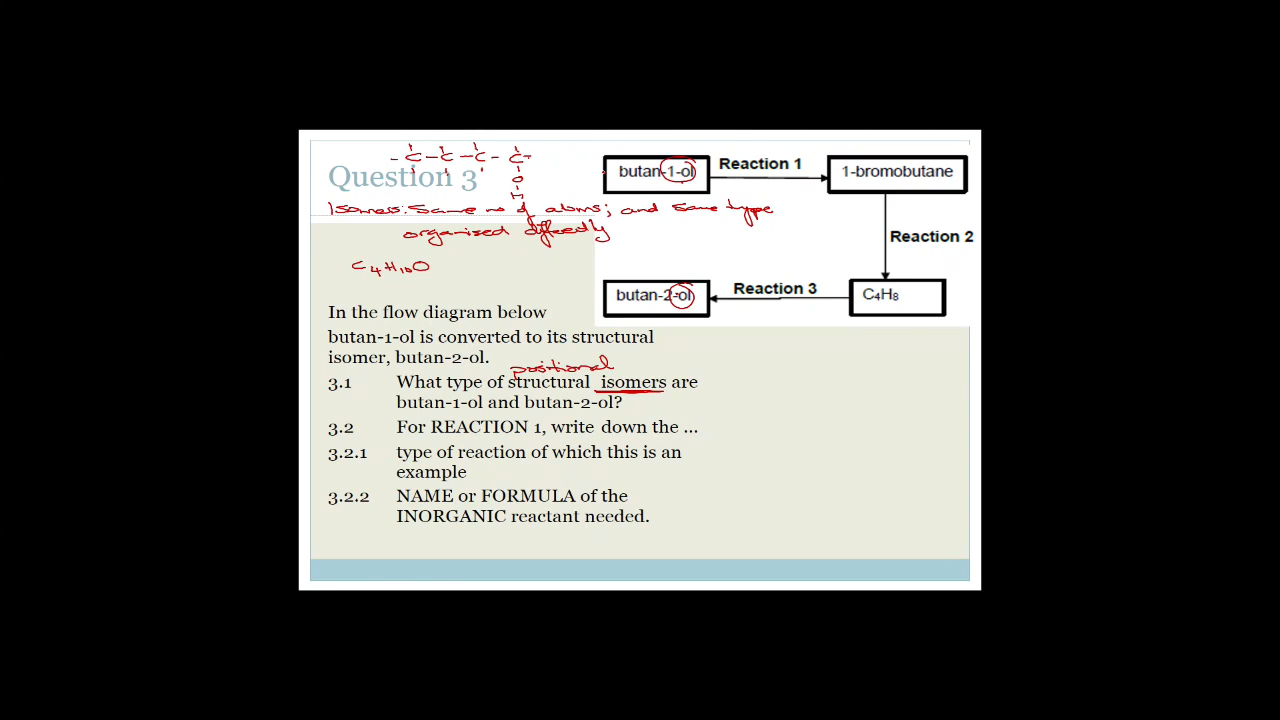 - C - C - C - C -
Question 3
O
H
Isomers: Same no of atoms; and same type
organised differently
C4H10O
butan-1-ol
Reaction 1
1-bromobutane
Reaction 2
butan-2-ol
Reaction 3
C₄H₈
In the flow diagram below
butan-1-ol is converted to its structural
isomer, butan-2-ol.
positional
3.1 What type of structural isomers are
butan-1-ol and butan-2-ol?
3.2 For REACTION 1, write down the ...
3.2.1 type of reaction of which this is an
example
3.2.2 NAME or FORMULA of the
INORGANIC reactant needed.